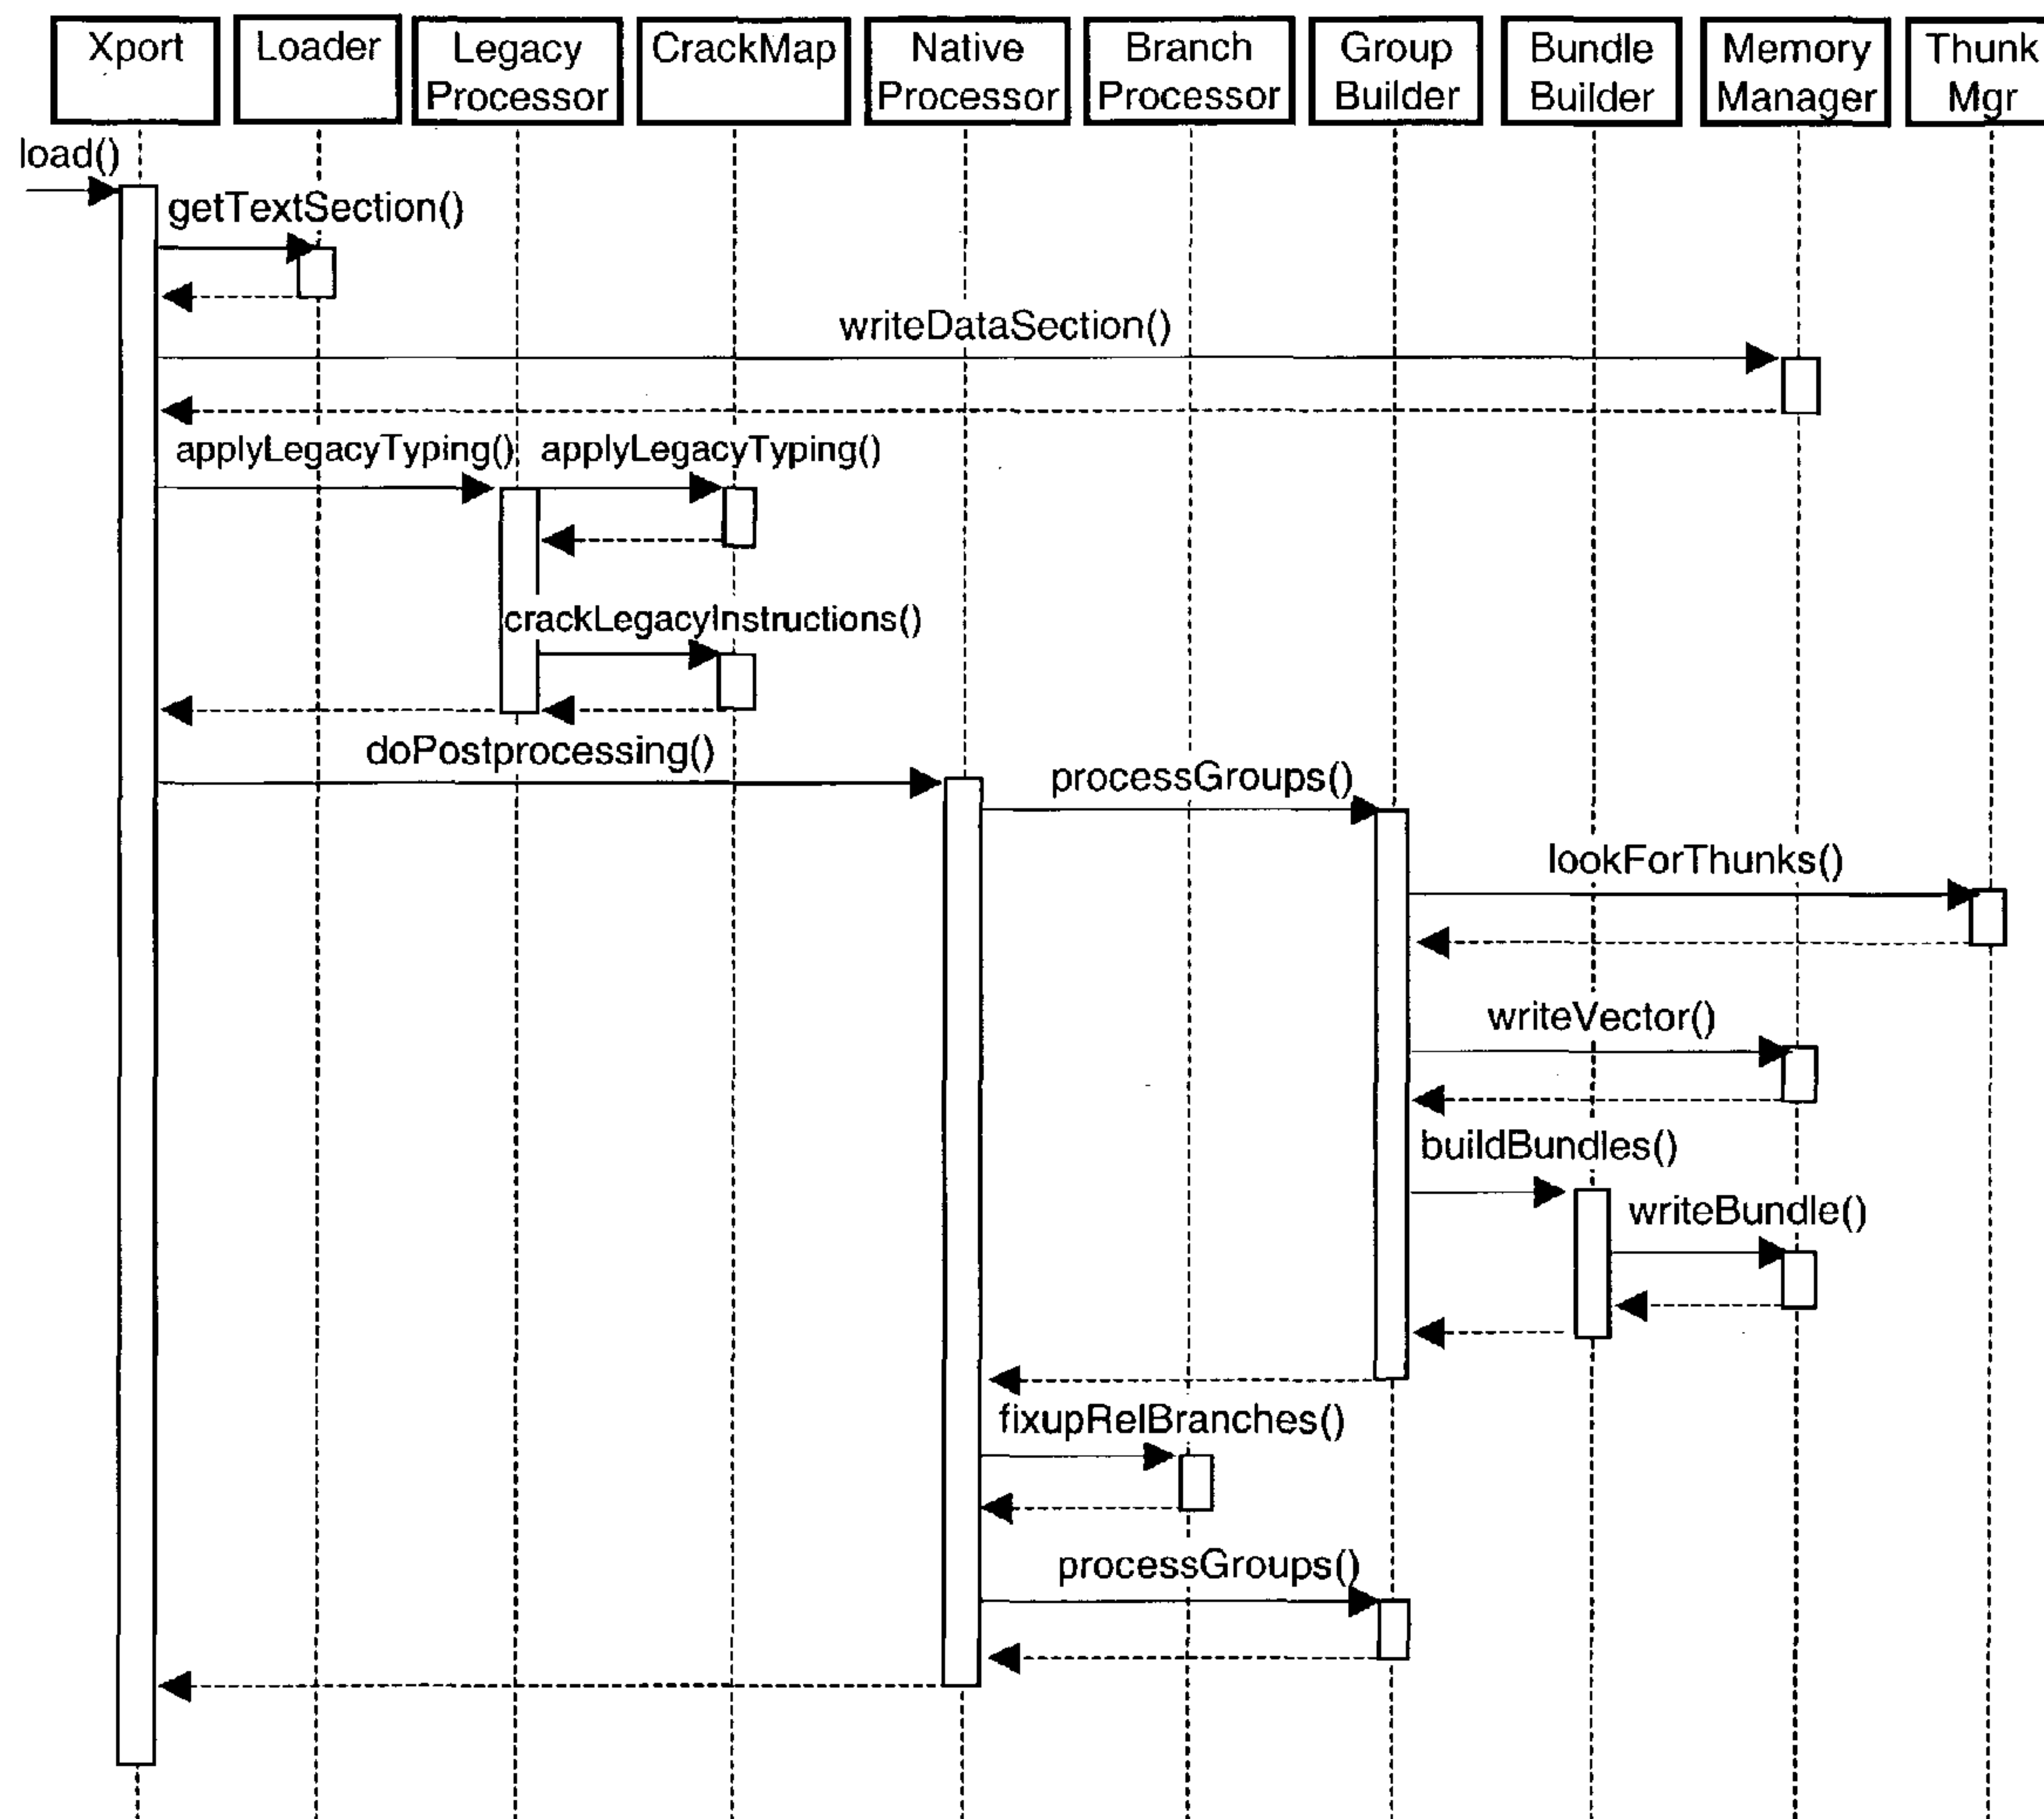 Xport
Loader
Legacy
Processor
CrackMap
Native
Processor
Branch
Processor
Group
Builder
Bundle
Builder
Memory
Manager
Thunk
Mgr
load()
getTextSection()
writeDataSection()
applyLegacyTyping()
applyLegacyTyping()
crackLegacyInstructions()
doPostprocessing()
processGroups()
lookForThunks()
writeVector()
buildBundles()
writeBundle()
fixupRelBranches()
processGroups()